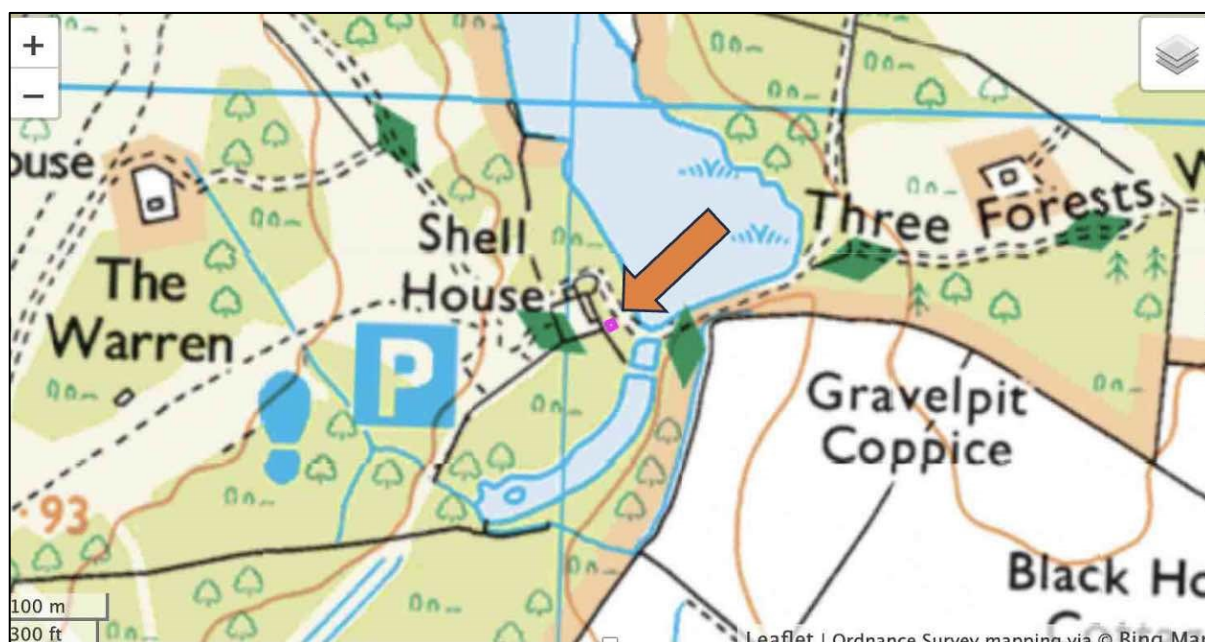 +
−
ouse
Shell
House
The
Warren
P
Three Forests
W
Gravelpit
Coppice
·93
Black Ho
100 m
300 ft
Leaflet | Ordnance Survey mapping via © Bing Map